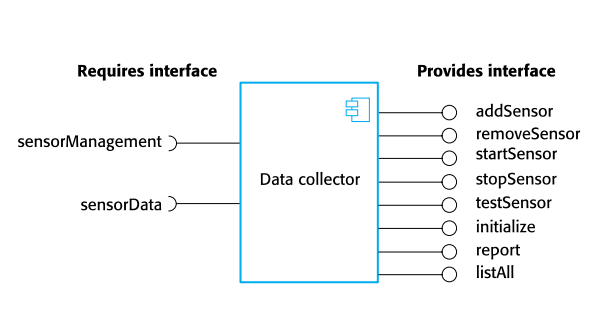 Requires interface
Provides interface
sensorManagement
sensorData
Data collector
addSensor
removeSensor
startSensor
stopSensor
testSensor
initialize
report
listAll